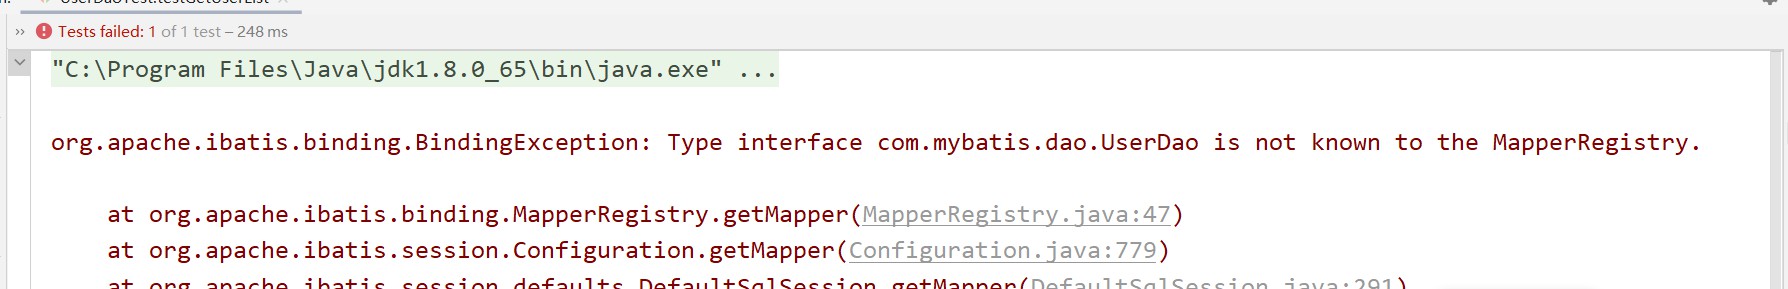 UserDaoTest.testGetUserList ×
Tests failed: 1 of 1 test – 248 ms
"C:\Program Files\Java\jdk1.8.0_65\bin\java.exe" ...
org.apache.ibatis.binding.BindingException: Type interface com.mybatis.dao.UserDao is not known to the MapperRegistry.
at org.apache.ibatis.binding.MapperRegistry.getMapper(MapperRegistry.java:47)
at org.apache.ibatis.session.Configuration.getMapper(Configuration.java:779)
at org.apache.ibatis.session.defaults.DefaultSqlSession.getMapper(DefaultSqlSession.java:291)